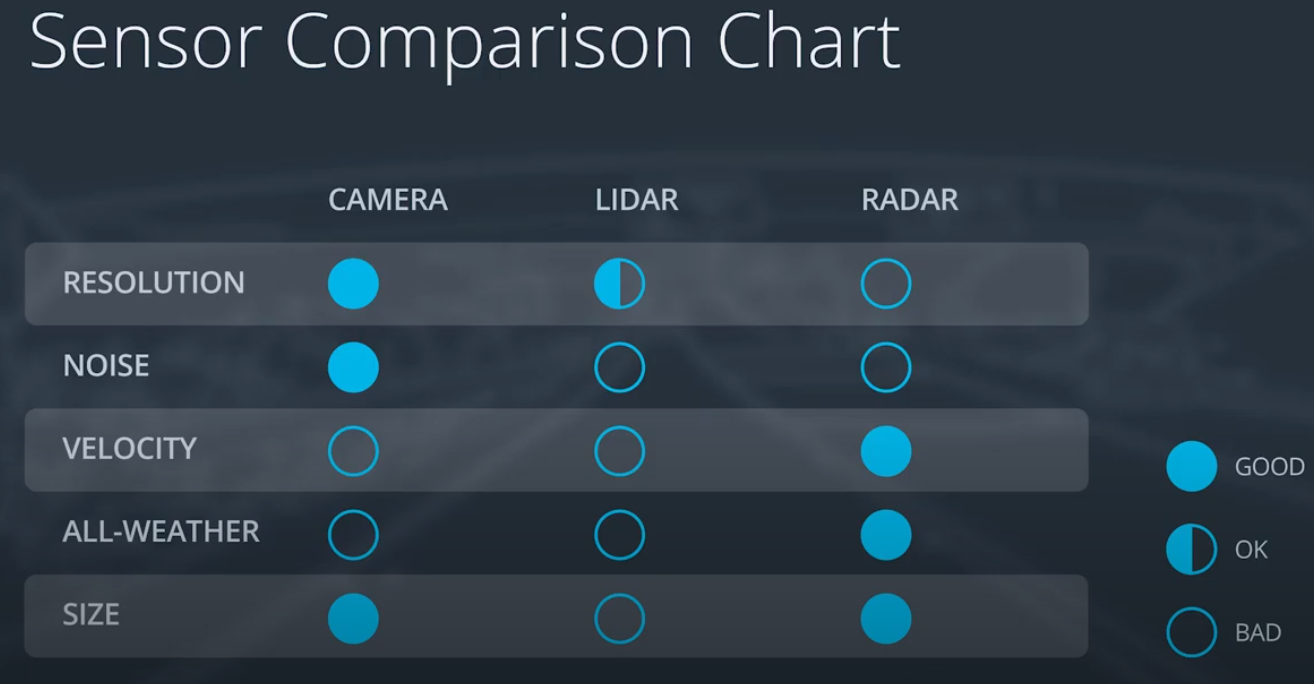 Sensor Comparison Chart
CAMERA LIDAR RADAR
RESOLUTION
NOISE
VELOCITY
ALL-WEATHER
SIZE
GOOD
OK
BAD